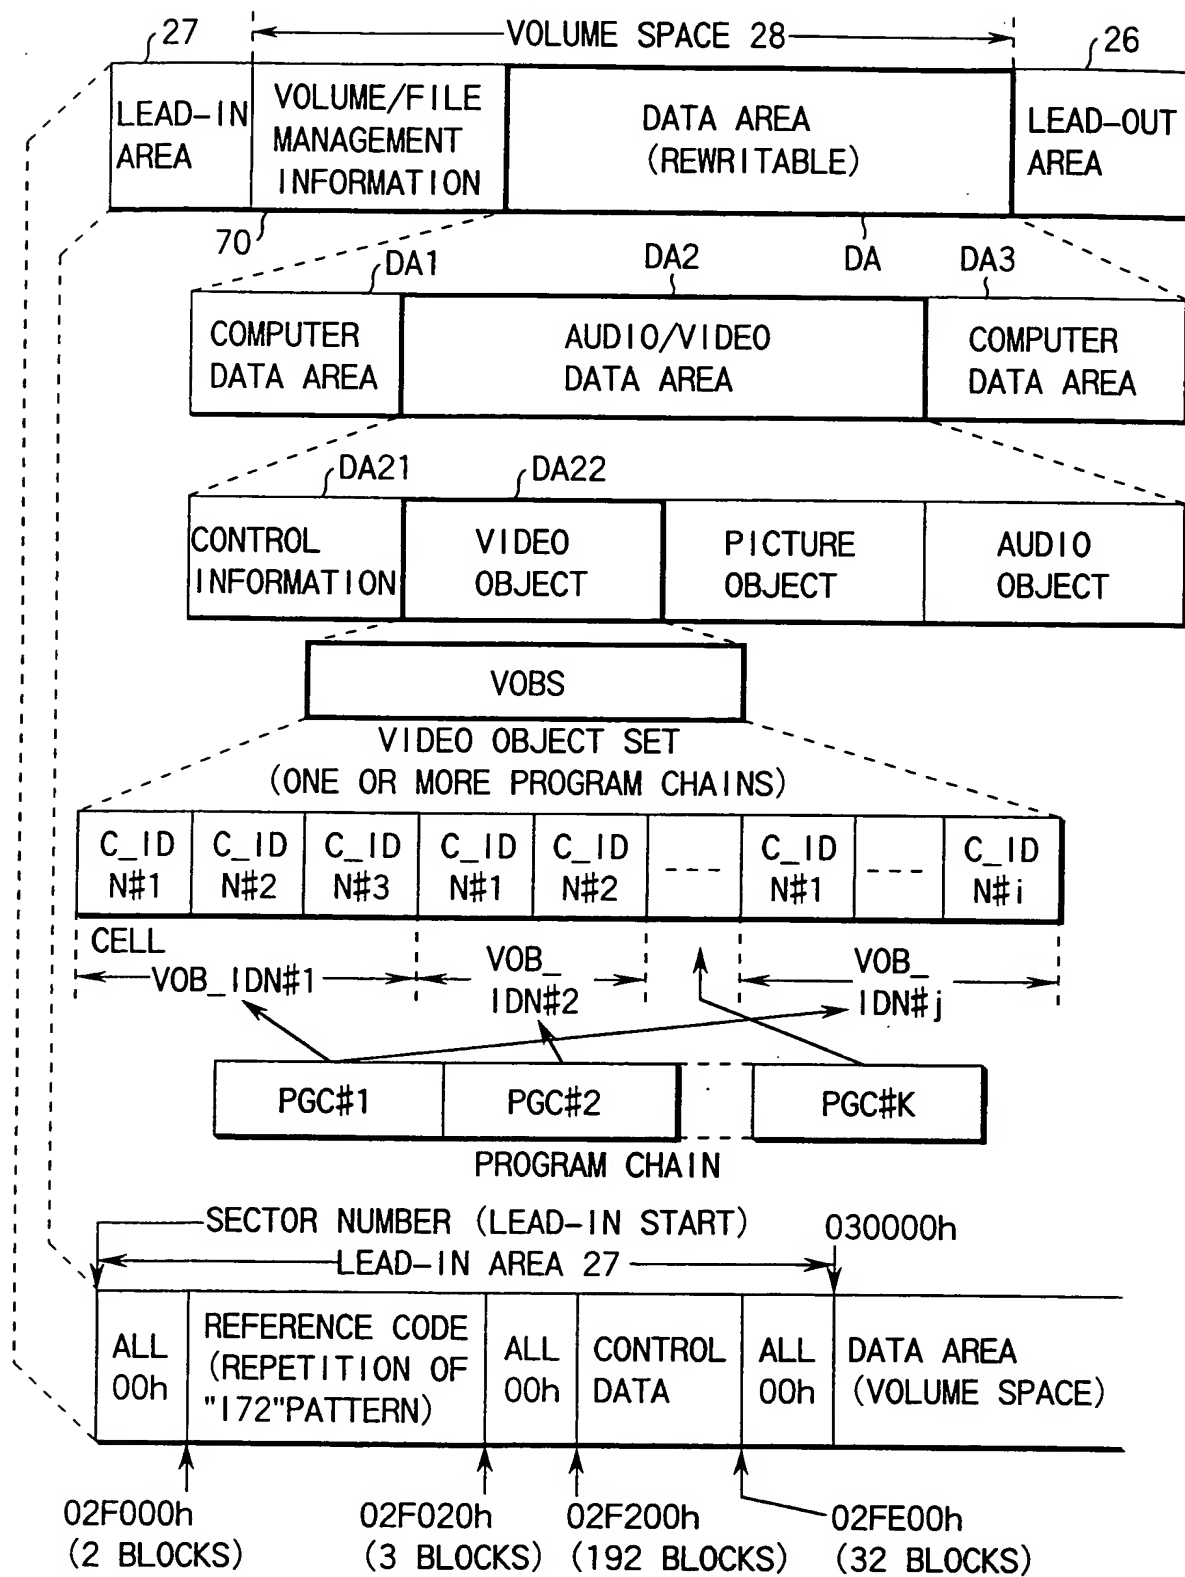 27
VOLUME SPACE 28
26
LEAD-IN
AREA
VOLUME/FILE
MANAGEMENT
INFORMATION
DATA AREA
(REWRITABLE)
LEAD-OUT
AREA
70
DA1
DA2
DA
DA3
COMPUTER
DATA AREA
AUDIO/VIDEO
DATA AREA
COMPUTER
DATA AREA
DA21
DA22
CONTROL
INFORMATION
VIDEO
OBJECT
PICTURE
OBJECT
AUDIO
OBJECT
VOBS
VIDEO OBJECT SET
(ONE OR MORE PROGRAM CHAINS)
C_ID
N#1
C_ID
N#2
C_ID
N#3
C_ID
N#1
C_ID
N#2
----
C_ID
N#1
----
C_ID
N#i
CELL
VOB_IDN#1
VOB_
IDN#2
VOB_
IDN#j
PGC#1
PGC#2
PGC#K
PROGRAM CHAIN
SECTOR NUMBER (LEAD-IN START)
030000h
LEAD-IN AREA 27
ALL
00h
REFERENCE CODE
(REPETITION OF
"172"PATTERN)
ALL
00h
CONTROL
DATA
ALL
00h
DATA AREA
(VOLUME SPACE)
02F000h
(2 BLOCKS)
02F020h
(3 BLOCKS)
02F200h
(192 BLOCKS)
02FE00h
(32 BLOCKS)